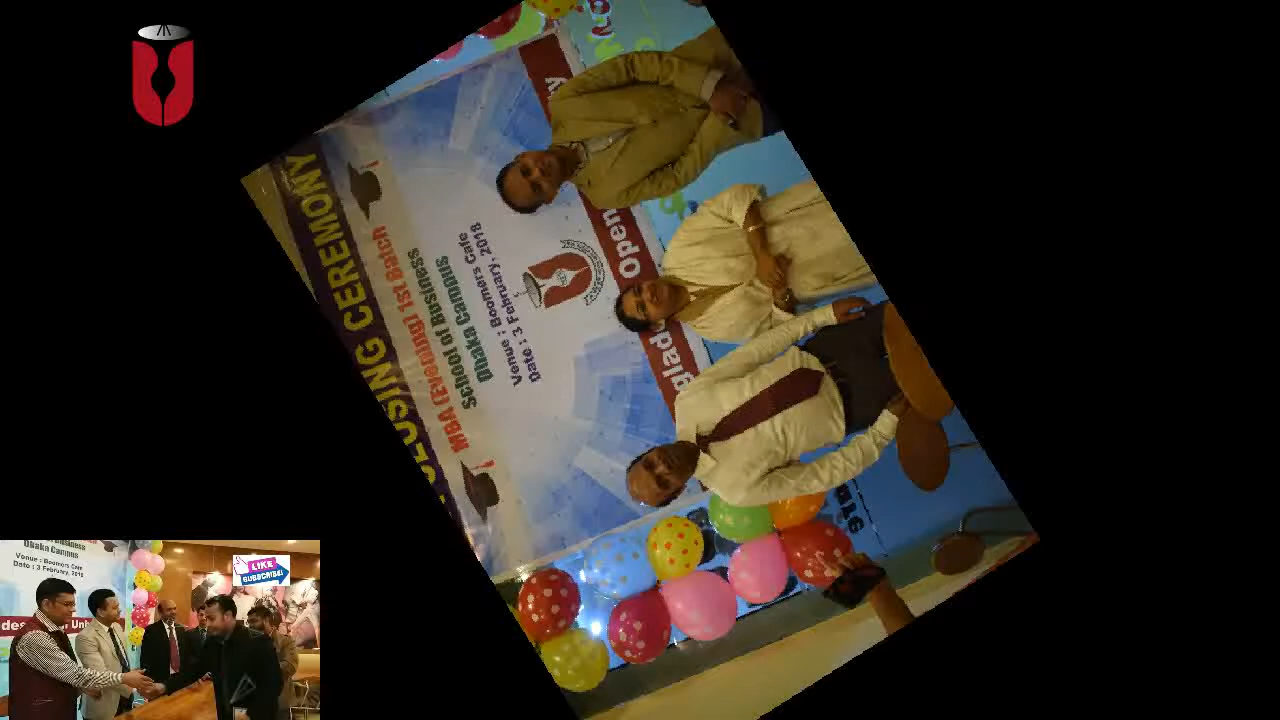 CLOSING CEREMONY
MBA (Evening) 1st Batch
School of Business
Dhaka Campus
Venue : Boomers Cafe
Date : 3 February, 2018
Open
usiness
Dhaka Campus
Venue : Boomers Cafe
Date : 3 February, 2018
LIKE
SUBSCRIBE!